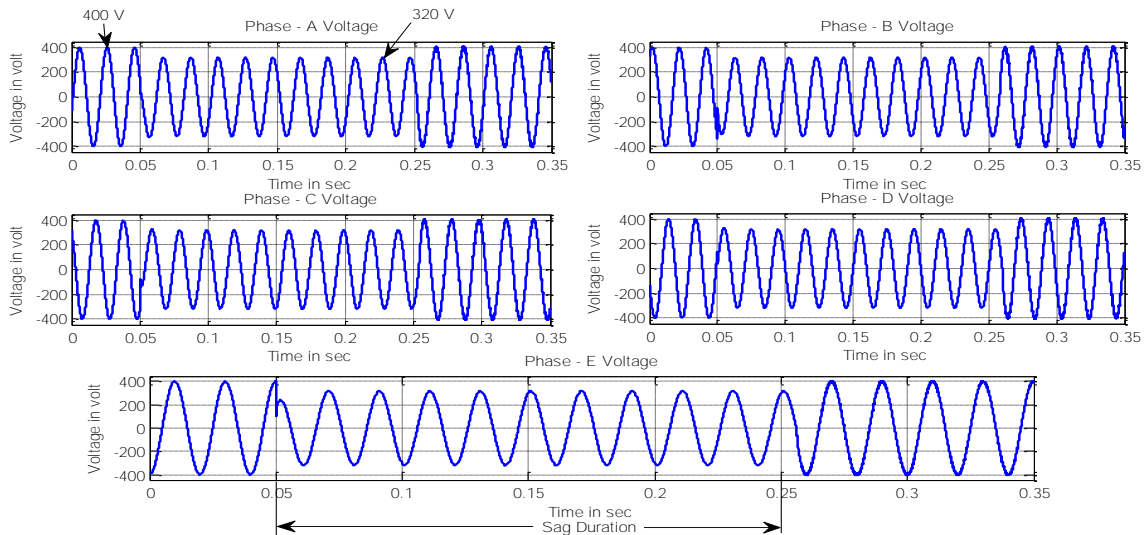 400 V
320 V
Phase - A Voltage
Phase - B Voltage
Voltage in volt
400
200
0
-200
-400
0 0.05 0.1 0.15 0.2 0.25 0.3 0.35
Time in sec
Voltage in volt
400
200
0
-200
-400
0 0.05 0.1 0.15 0.2 0.25 0.3 0.35
Time in sec
Phase - C Voltage
Phase - D Voltage
Voltage in volt
400
200
0
-200
-400
0 0.05 0.1 0.15 0.2 0.25 0.3 0.35
Time in sec
Voltage in volt
400
200
0
-200
-400
0 0.05 0.1 0.15 0.2 0.25 0.3 0.35
Time in sec
Phase - E Voltage
Voltage in volt
400
200
0
-200
-400
0 0.05 0.1 0.15 0.2 0.25 0.3 0.35
Time in sec
Sag Duration